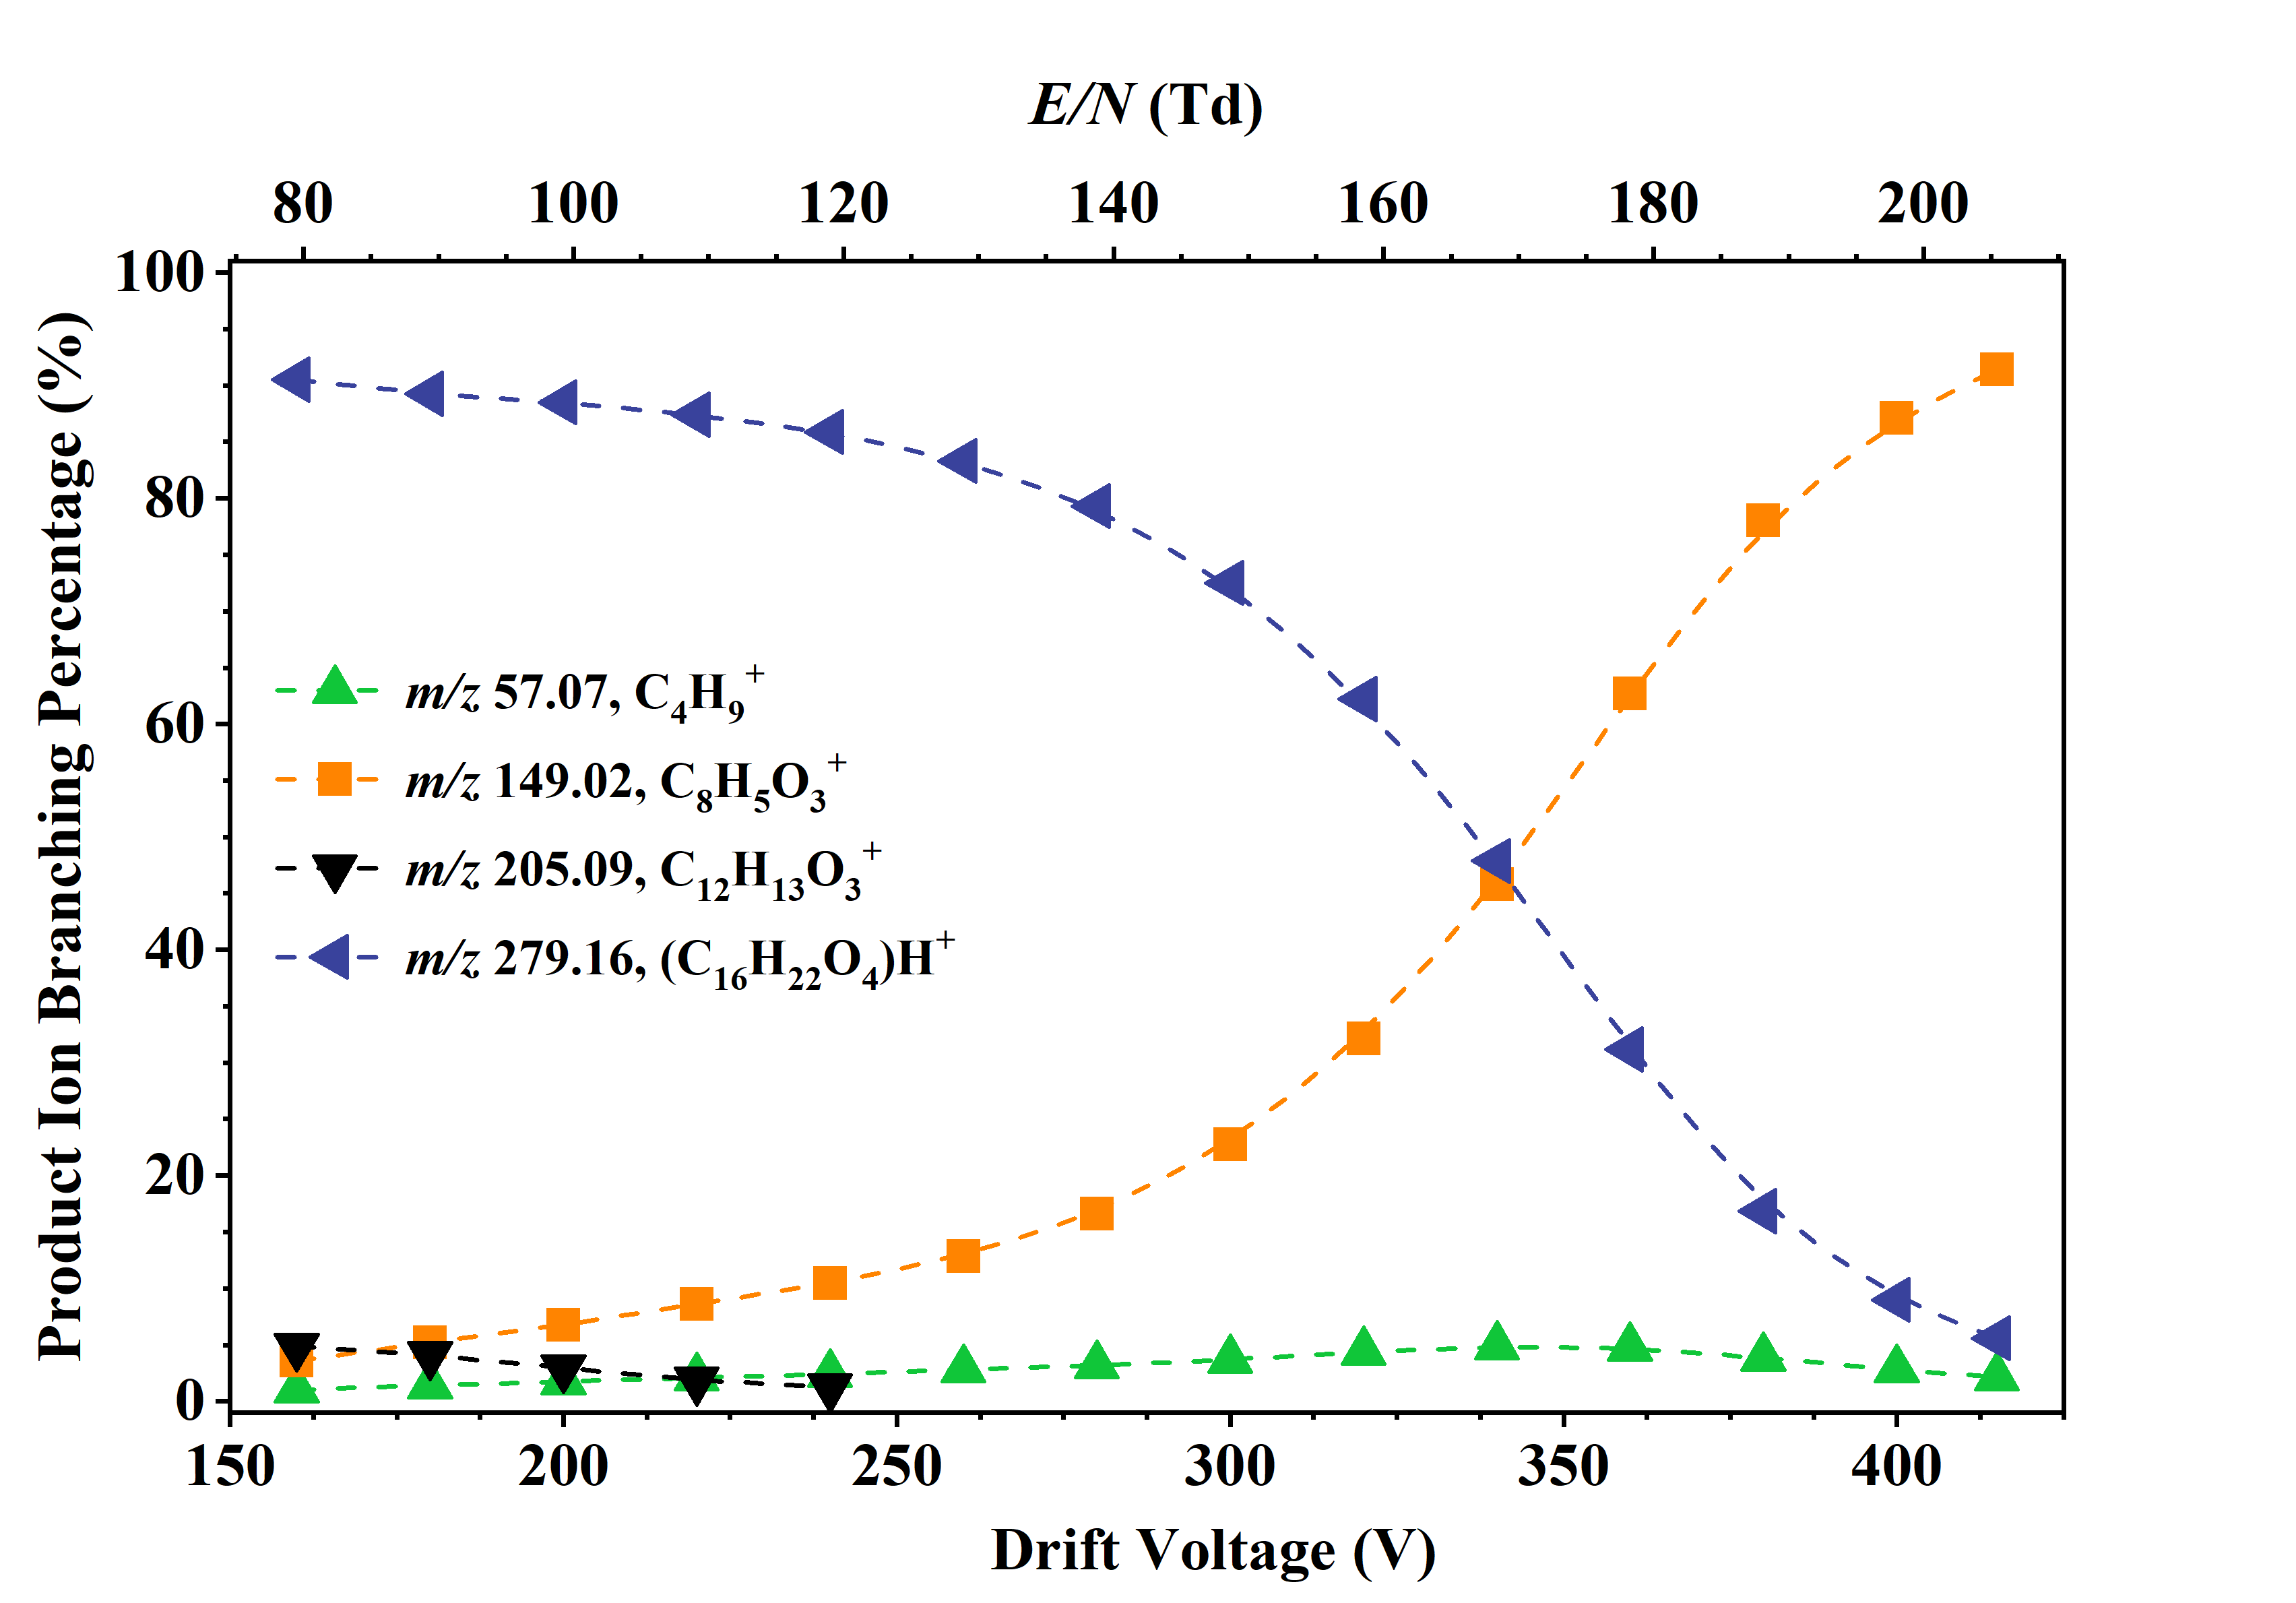 E/N (Td)
80 100 120 140 160 180 200
Product Ion Branching Percentage (%)
100
80
60
40
20
0
m/z 57.07, C₄H₉⁺
m/z 149.02, C₈H₅O₃⁺
m/z 205.09, C₁₂H₁₃O₃⁺
m/z 279.16, (C₁₆H₂₂O₄)H⁺
150 200 250 300 350 400
Drift Voltage (V)